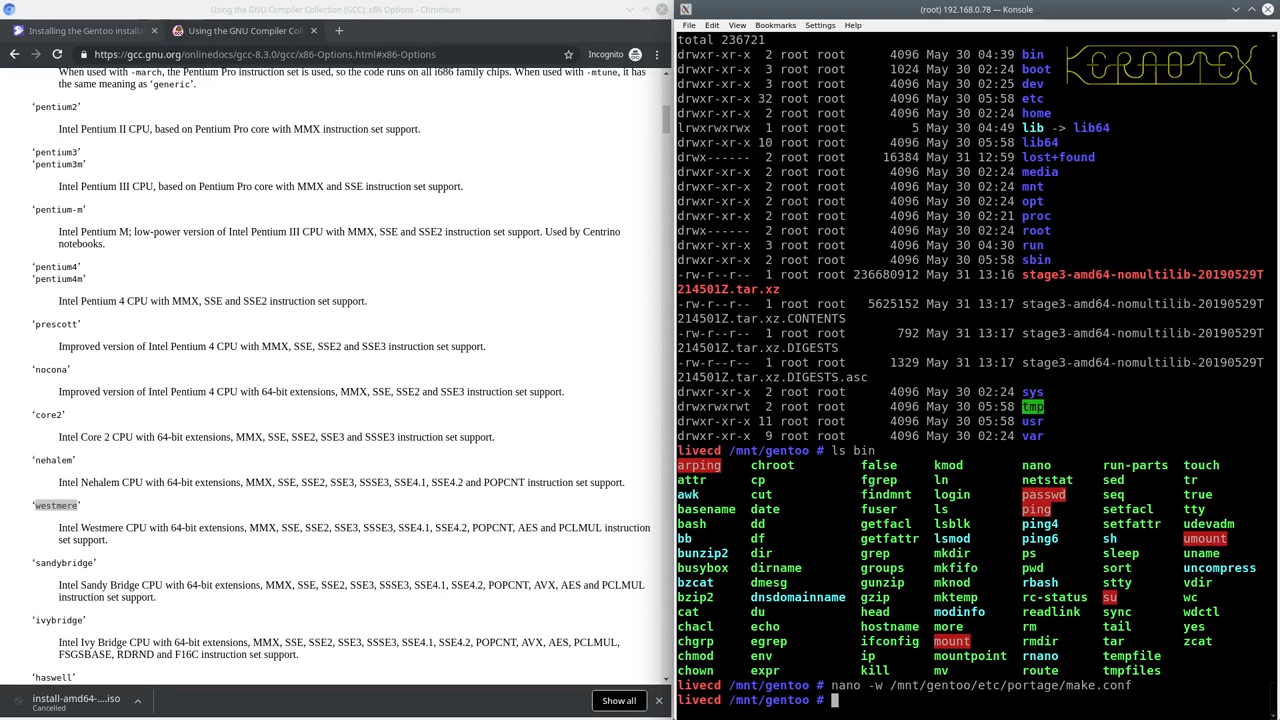 Using the GNU Compiler Collection (GCC): x86 Options - Chromium
Installing the Gentoo install
Using the GNU Compiler Col
https://gcc.gnu.org/onlinedocs/gcc-8.3.0/gcc/x86-Options.html#x86-Options
Incognito
When used with -march, the Pentium Pro instruction set is used, so the code runs on all i686 family chips. When used with -mtune, it has
the same meaning as ‘generic’.
‘pentium2’
Intel Pentium II CPU, based on Pentium Pro core with MMX instruction set support.
‘pentium3’
‘pentium3m’
Intel Pentium III CPU, based on Pentium Pro core with MMX and SSE instruction set support.
‘pentium-m’
Intel Pentium M; low-power version of Intel Pentium III CPU with MMX, SSE and SSE2 instruction set support. Used by Centrino
notebooks.
‘pentium4’
‘pentium4m’
Intel Pentium 4 CPU with MMX, SSE and SSE2 instruction set support.
‘prescott’
Improved version of Intel Pentium 4 CPU with MMX, SSE, SSE2 and SSE3 instruction set support.
‘nocona’
Improved version of Intel Pentium 4 CPU with 64-bit extensions, MMX, SSE, SSE2 and SSE3 instruction set support.
‘core2’
Intel Core 2 CPU with 64-bit extensions, MMX, SSE, SSE2, SSE3 and SSSE3 instruction set support.
‘nehalem’
Intel Nehalem CPU with 64-bit extensions, MMX, SSE, SSE2, SSE3, SSSE3, SSE4.1, SSE4.2 and POPCNT instruction set support.
‘westmere’
Intel Westmere CPU with 64-bit extensions, MMX, SSE, SSE2, SSE3, SSSE3, SSE4.1, SSE4.2, POPCNT, AES and PCLMUL instruction
set support.
‘sandybridge’
Intel Sandy Bridge CPU with 64-bit extensions, MMX, SSE, SSE2, SSE3, SSSE3, SSE4.1, SSE4.2, POPCNT, AVX, AES and PCLMUL
instruction set support.
‘ivybridge’
Intel Ivy Bridge CPU with 64-bit extensions, MMX, SSE, SSE2, SSE3, SSSE3, SSE4.1, SSE4.2, POPCNT, AVX, AES, PCLMUL,
FSGSBASE, RDRND and F16C instruction set support.
‘haswell’
install-amd64-....iso
Cancelled
Show all
(root) 192.168.0.78 — Konsole
File Edit View Bookmarks Settings Help
KERNOTEX
total 236721
drwxr-xr-x 2 root root 4096 May 30 04:39 bin
drwxr-xr-x 3 root root 1024 May 30 02:24 boot
drwxr-xr-x 3 root root 4096 May 30 02:25 dev
drwxr-xr-x 32 root root 4096 May 30 05:58 etc
drwxr-xr-x 2 root root 4096 May 30 02:24 home
lrwxrwxrwx 1 root root 5 May 30 04:49 lib -> lib64
drwxr-xr-x 10 root root 4096 May 30 05:58 lib64
drwx------ 2 root root 16384 May 31 12:59 lost+found
drwxr-xr-x 2 root root 4096 May 30 02:24 media
drwxr-xr-x 2 root root 4096 May 30 02:24 mnt
drwxr-xr-x 2 root root 4096 May 30 02:24 opt
drwxr-xr-x 2 root root 4096 May 30 02:21 proc
drwx------ 2 root root 4096 May 30 02:24 root
drwxr-xr-x 3 root root 4096 May 30 04:30 run
drwxr-xr-x 2 root root 4096 May 30 05:58 sbin
-rw-r--r-- 1 root root 236680912 May 31 13:16 stage3-amd64-nomultilib-20190529T
214501Z.tar.xz
-rw-r--r-- 1 root root 5625152 May 31 13:17 stage3-amd64-nomultilib-20190529T
214501Z.tar.xz.CONTENTS
-rw-r--r-- 1 root root 792 May 31 13:17 stage3-amd64-nomultilib-20190529T
214501Z.tar.xz.DIGESTS
-rw-r--r-- 1 root root 1329 May 31 13:17 stage3-amd64-nomultilib-20190529T
214501Z.tar.xz.DIGESTS.asc
drwxr-xr-x 2 root root 4096 May 30 02:24 sys
drwxrwxrwt 2 root root 4096 May 30 05:58 tmp
drwxr-xr-x 11 root root 4096 May 30 05:58 usr
drwxr-xr-x 9 root root 4096 May 30 02:24 var
livecd /mnt/gentoo # ls bin
arping chroot false kmod nano run-parts touch
attr cp fgrep ln netstat sed tr
awk cut findmnt login passwd seq true
basename date fuser ls ping setfacl tty
bash dd getfacl lsblk ping4 setfattr udevadm
bb df getfattr lsmod ping6 sh umount
bunzip2 dir grep mkdir ps sleep uname
busybox dirname groups mkfifo pwd sort uncompress
bzcat dmesg gunzip mknod rbash stty vdir
bzip2 dnsdomainname gzip mktemp rc-status su wc
cat du head modinfo readlink sync wdctl
chacl echo hostname more rm tail yes
chgrp egrep ifconfig mount rmdir tar zcat
chmod env ip mountpoint rnano tempfile
chown expr kill mv route tmpfiles
livecd /mnt/gentoo # nano -w /mnt/gentoo/etc/portage/make.conf
livecd /mnt/gentoo #